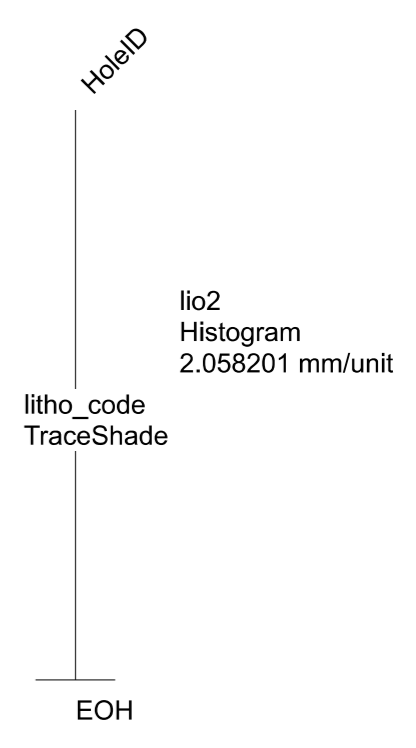 HoleID
lio2
Histogram
2.058201 mm/unit
litho_code
TraceShade
EOH